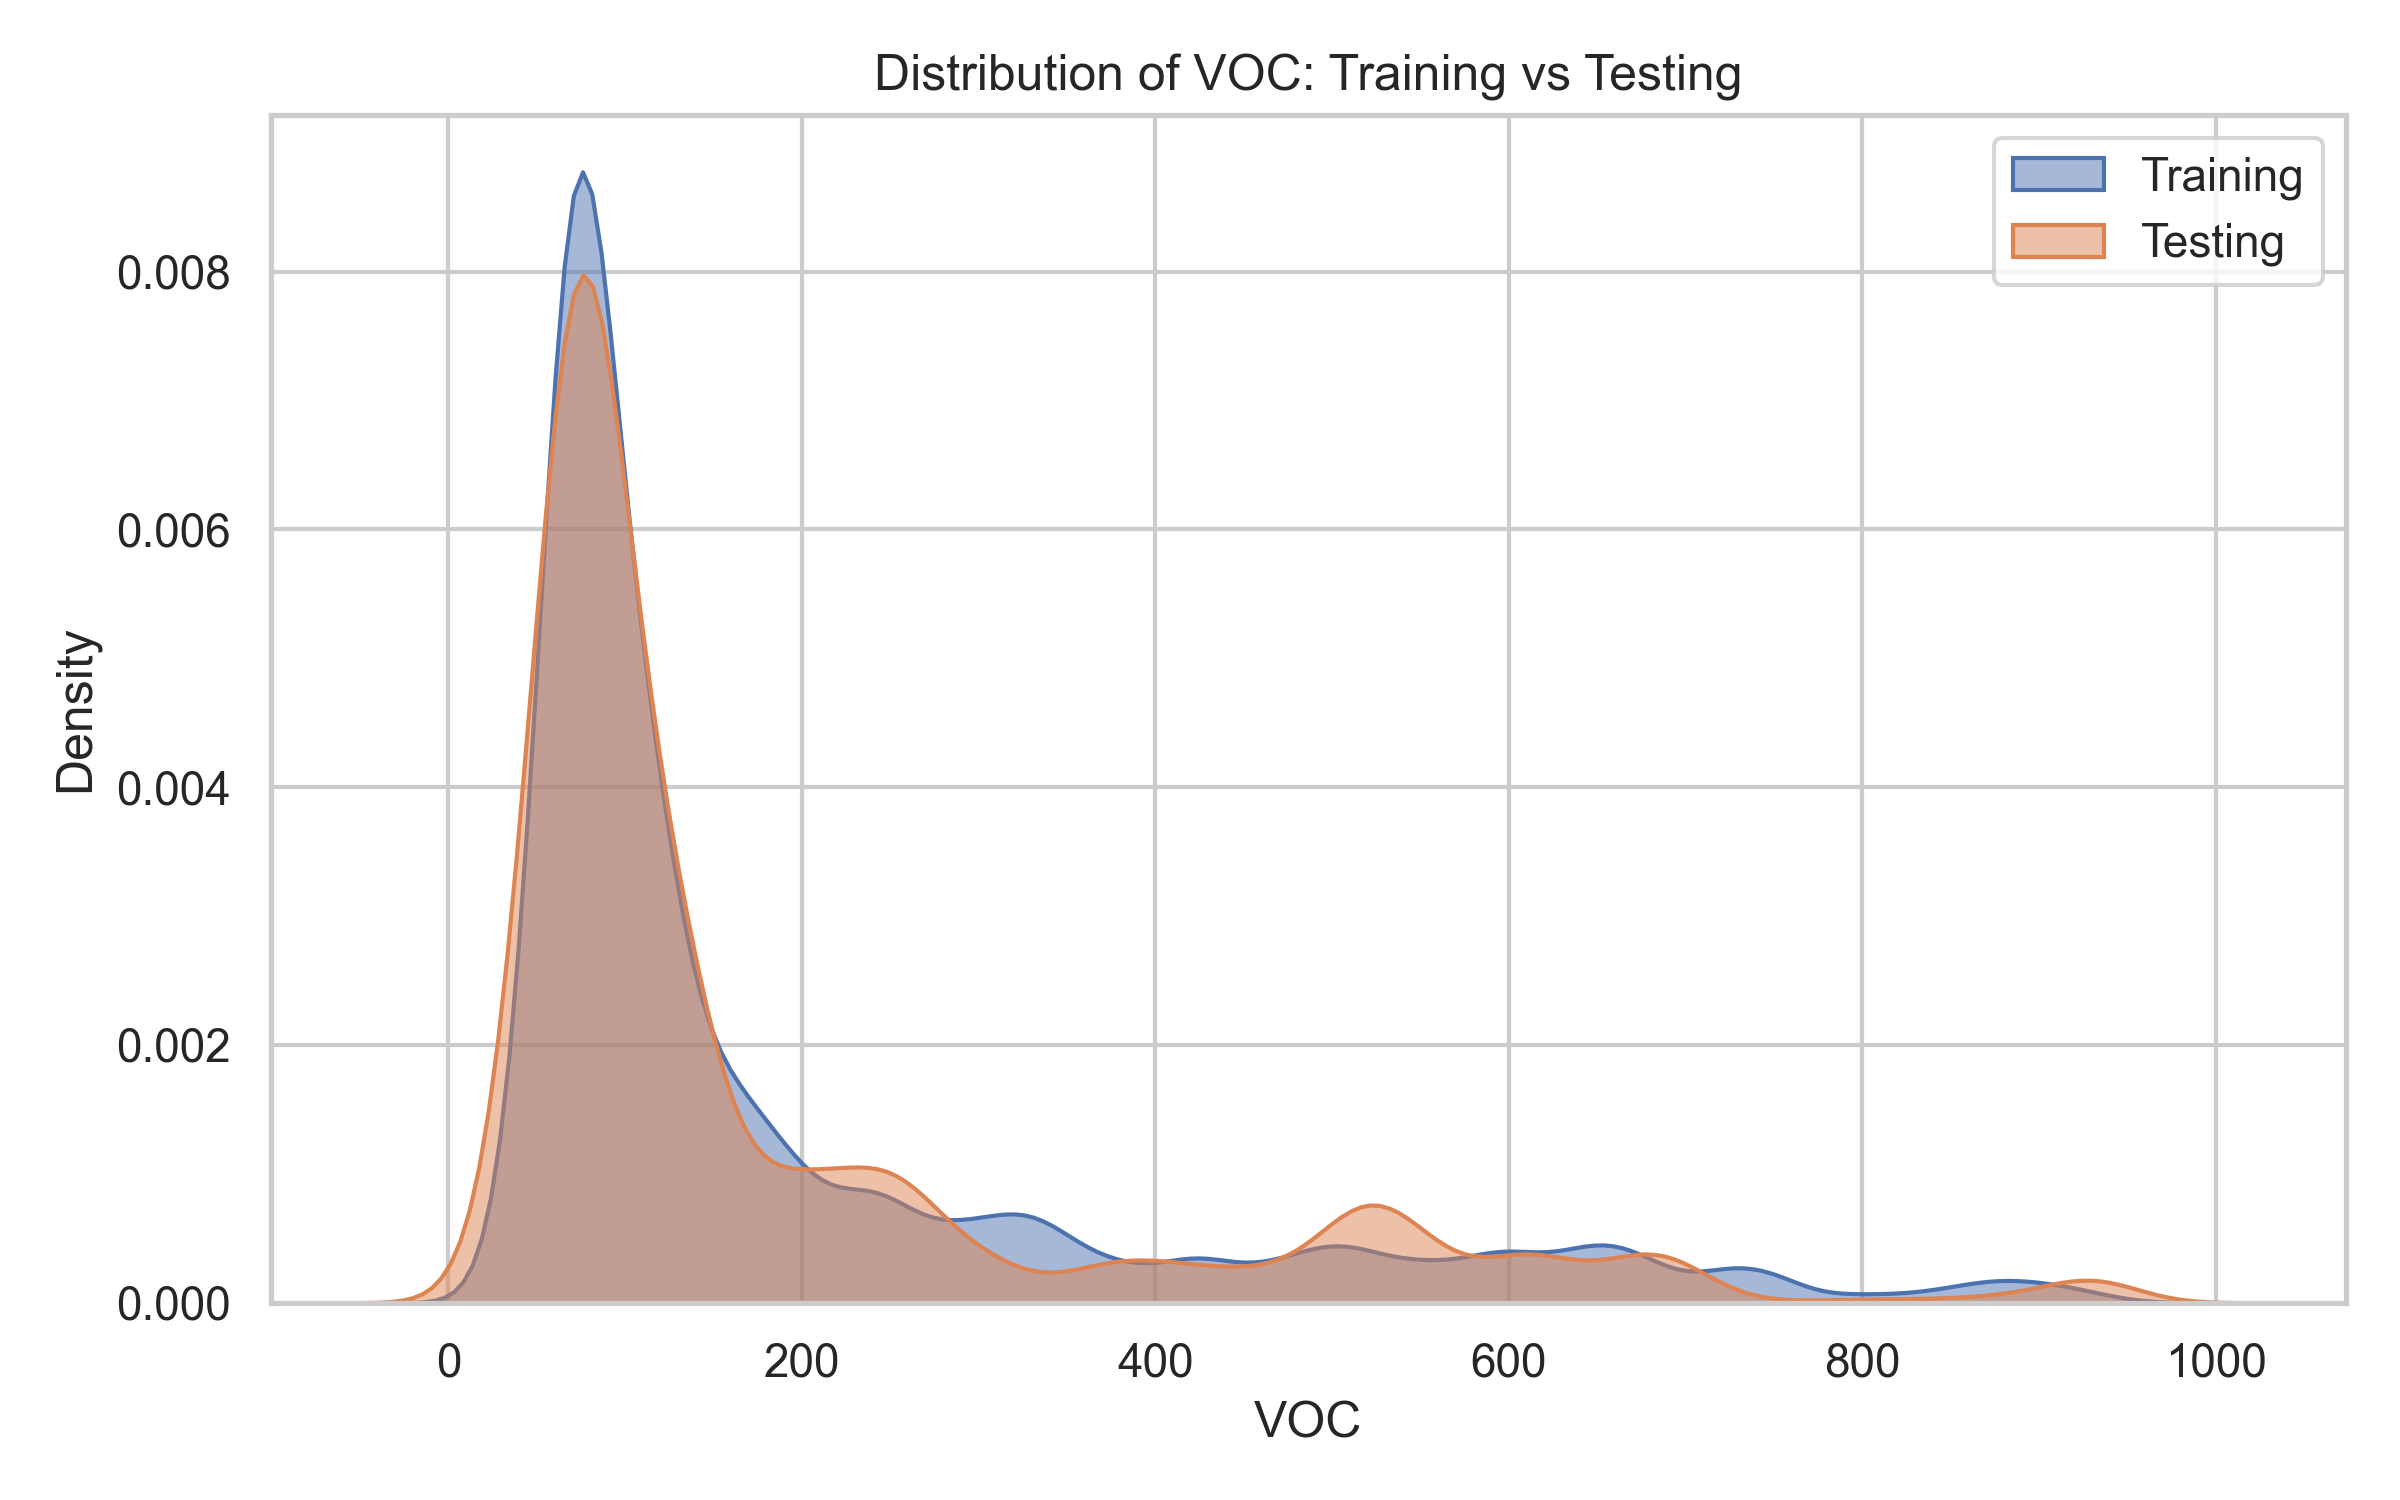 Distribution of VOC: Training vs Testing
Training
Testing
0.008
0.006
0.004
0.002
0.000
Density
0 200 400 600 800 1000
VOC